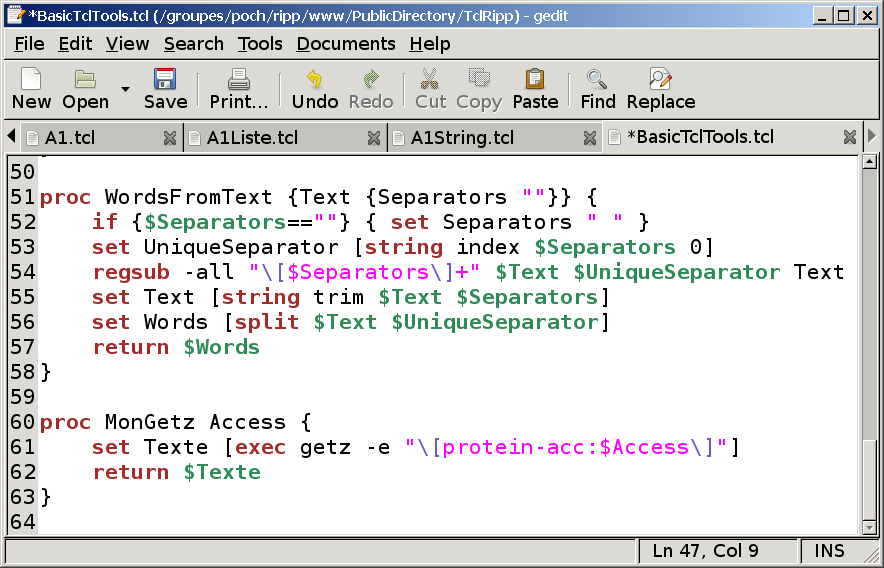 *BasicTclTools.tcl (/groupes/poch/ripp/www/PublicDirectory/TclRipp) - gedit
File Edit View Search Tools Documents Help
New Open Save Print... Undo Redo Cut Copy Paste Find Replace
A1.tcl A1Liste.tcl A1String.tcl *BasicTclTools.tcl
50
51 proc WordsFromText {Text {Separators ""}} {
52     if {$Separators==""} { set Separators " " }
53     set UniqueSeparator [string index $Separators 0]
54     regsub -all "\[$Separators\]+" $Text $UniqueSeparator Text
55     set Text [string trim $Text $Separators]
56     set Words [split $Text $UniqueSeparator]
57     return $Words
58 }
59
60 proc MonGetz Access {
61     set Texte [exec getz -e "\[protein-acc:$Access\]"]
62     return $Texte
63 }
64
Ln 47, Col 9 INS